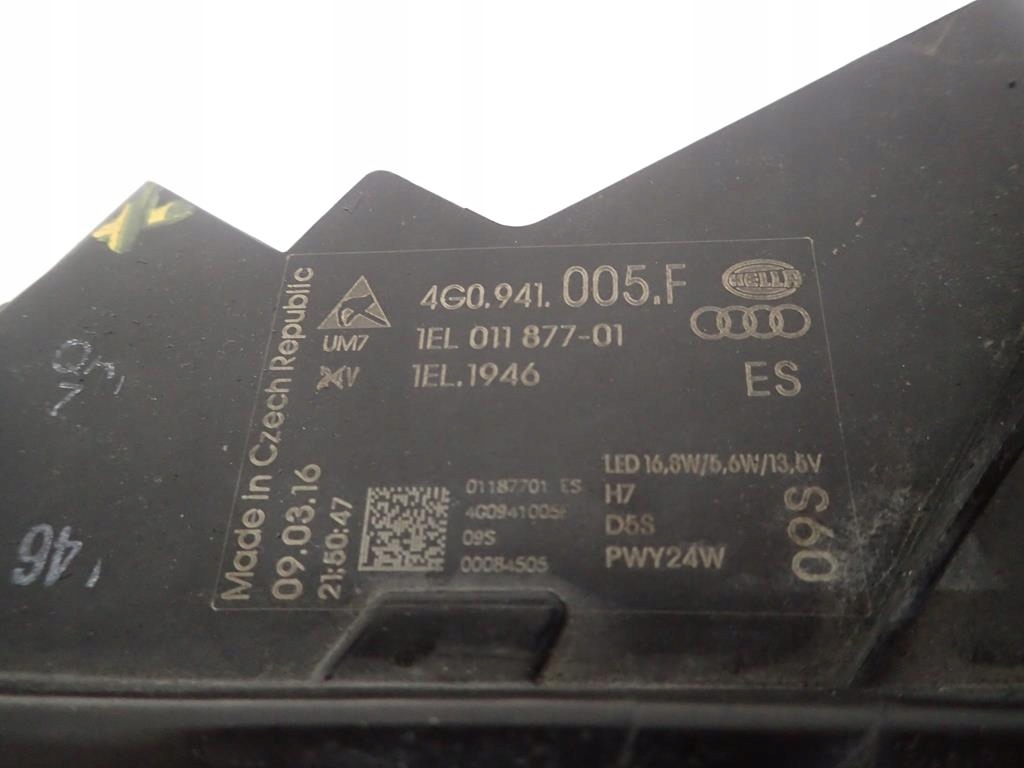 4G0.941.005.F
HELLA
UM7
1EL 011 877-01
1EL.1946
ES
Made in Czech Republic
09.03.16
21:50:47
01187701 ES
4G0941005F
09S
00084505
LED 16,8W/5,6W/13,5V
H7
D5S
PWY24W
09S
46